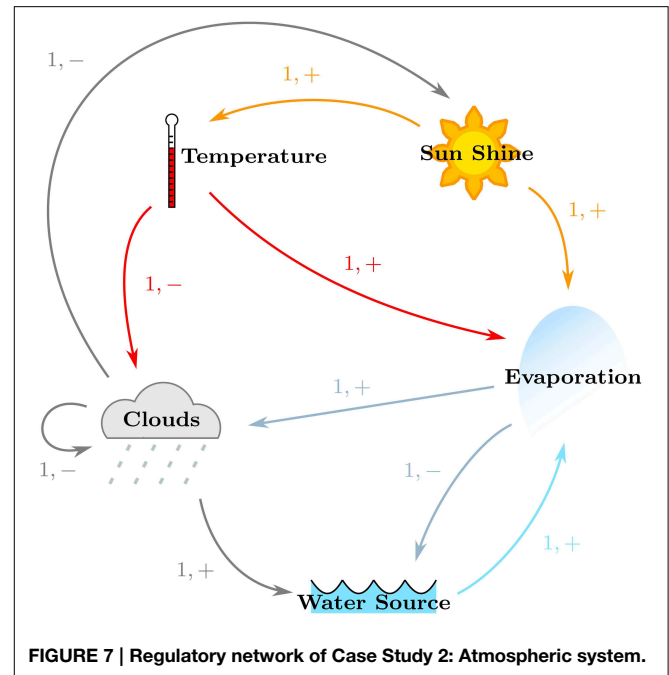 1, −
1, +
Temperature
Sun Shine
1, +
1, +
1, −
Evaporation
1, +
Clouds
1, −
1, −
1, +
1, +
Water Source
FIGURE 7 | Regulatory network of Case Study 2: Atmospheric system.